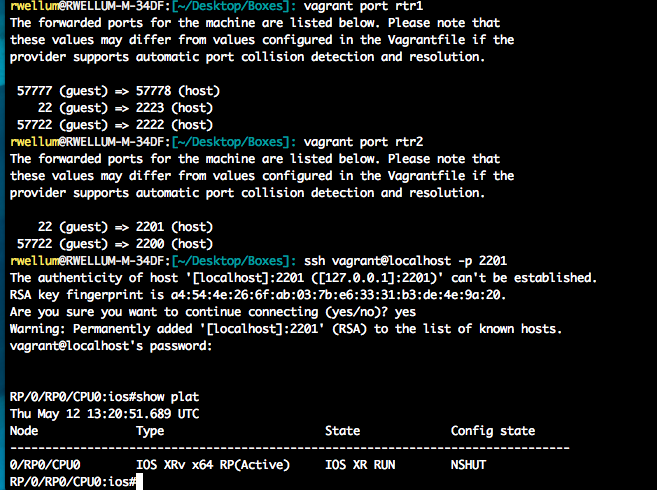 rwellum@RWELLUM-M-34DF:[~/Desktop/Boxes]: vagrant port rtr1
The forwarded ports for the machine are listed below. Please note that
these values may differ from values configured in the Vagrantfile if the
provider supports automatic port collision detection and resolution.
57777 (guest) => 57778 (host)
22 (guest) => 2223 (host)
57722 (guest) => 2222 (host)
rwellum@RWELLUM-M-34DF:[~/Desktop/Boxes]: vagrant port rtr2
The forwarded ports for the machine are listed below. Please note that
these values may differ from values configured in the Vagrantfile if the
provider supports automatic port collision detection and resolution.
22 (guest) => 2201 (host)
57722 (guest) => 2200 (host)
rwellum@RWELLUM-M-34DF:[~/Desktop/Boxes]: ssh vagrant@localhost -p 2201
The authenticity of host '[localhost]:2201 ([127.0.0.1]:2201)' can't be established.
RSA key fingerprint is a4:54:4e:26:6f:ab:03:7b:e6:33:31:b3:de:4e:9a:20.
Are you sure you want to continue connecting (yes/no)? yes
Warning: Permanently added '[localhost]:2201' (RSA) to the list of known hosts.
vagrant@localhost's password:
RP/0/RP0/CPU0:ios#show plat
Thu May 12 13:20:51.689 UTC
Node Type State Config state
--------------------------------------------------------------------------------
0/RP0/CPU0 IOS XRv x64 RP(Active) IOS XR RUN NSHUT
RP/0/RP0/CPU0:ios#